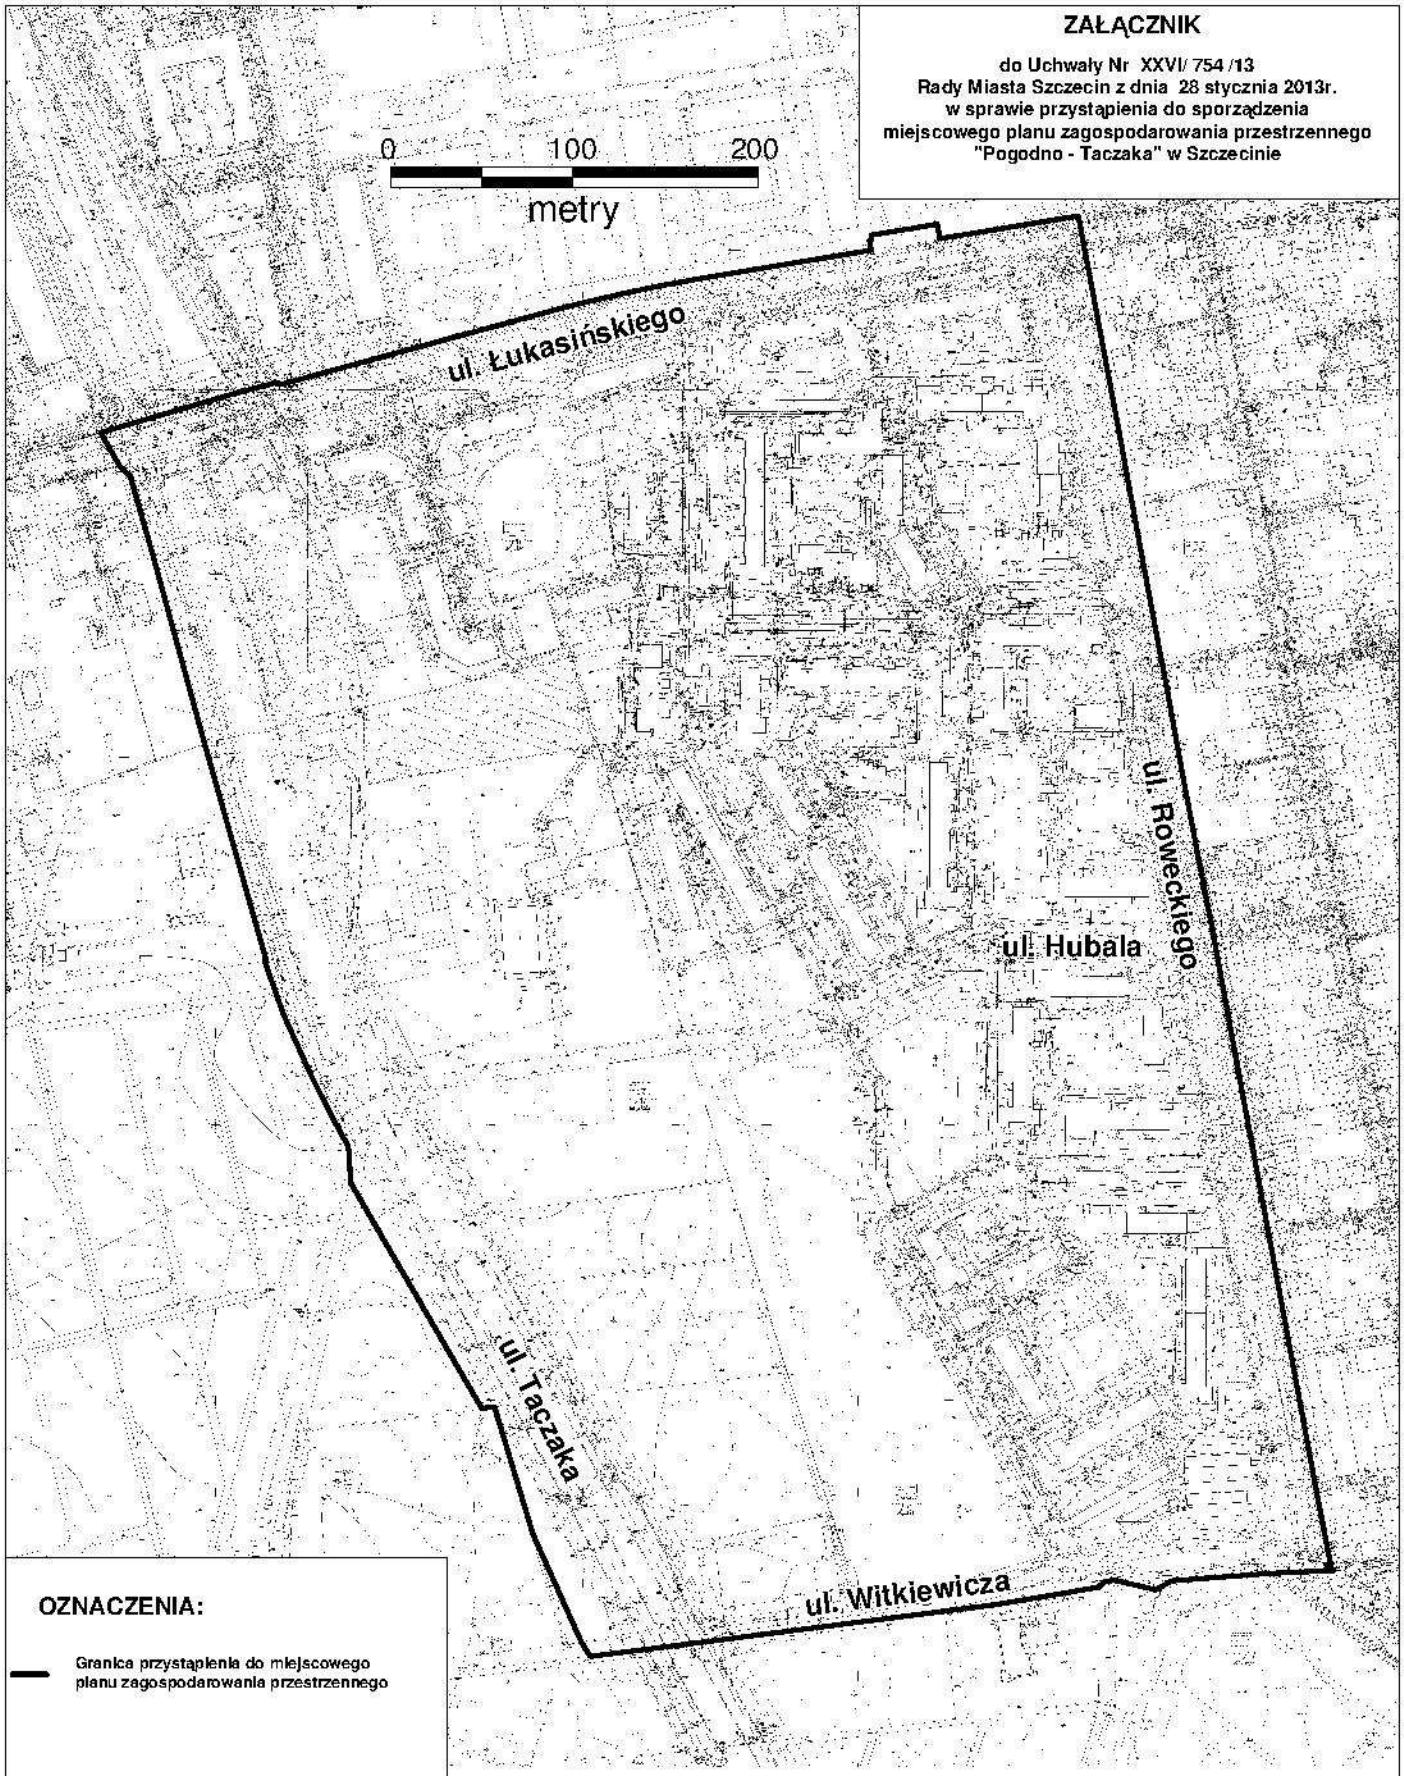 ZAŁĄCZNIK
do Uchwały Nr XXVI/ 754 /13
Rady Miasta Szczecin z dnia 28 stycznia 2013r.
w sprawie przystąpienia do sporządzenia
miejscowego planu zagospodarowania przestrzennego
"Pogodno - Taczaka" w Szczecinie
0 100 200
metry
ul. Łukasińskiego
ul. Roweckiego
ul. Hubala
ul. Taczaka
ul. Witkiewicza
OZNACZENIA:
Granica przystąpienia do miejscowego
planu zagospodarowania przestrzennego